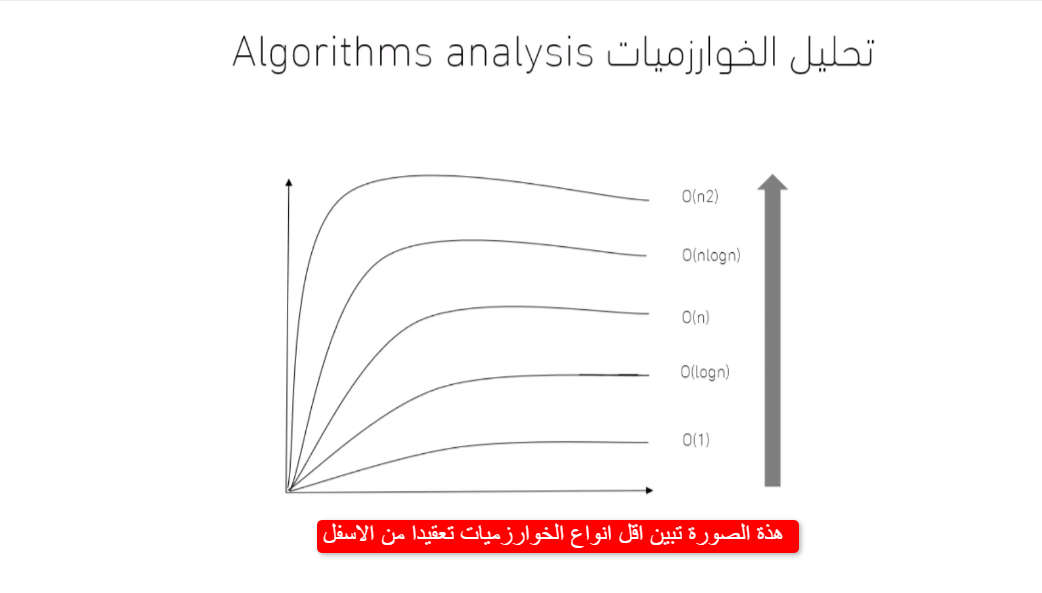 تحليل الخوارزميات Algorithms analysis
O(n2)
O(nlogn)
O(n)
O(logn)
O(1)
هذة الصورة تبين اقل انواع الخوارزميات تعقيدا من الاسفل